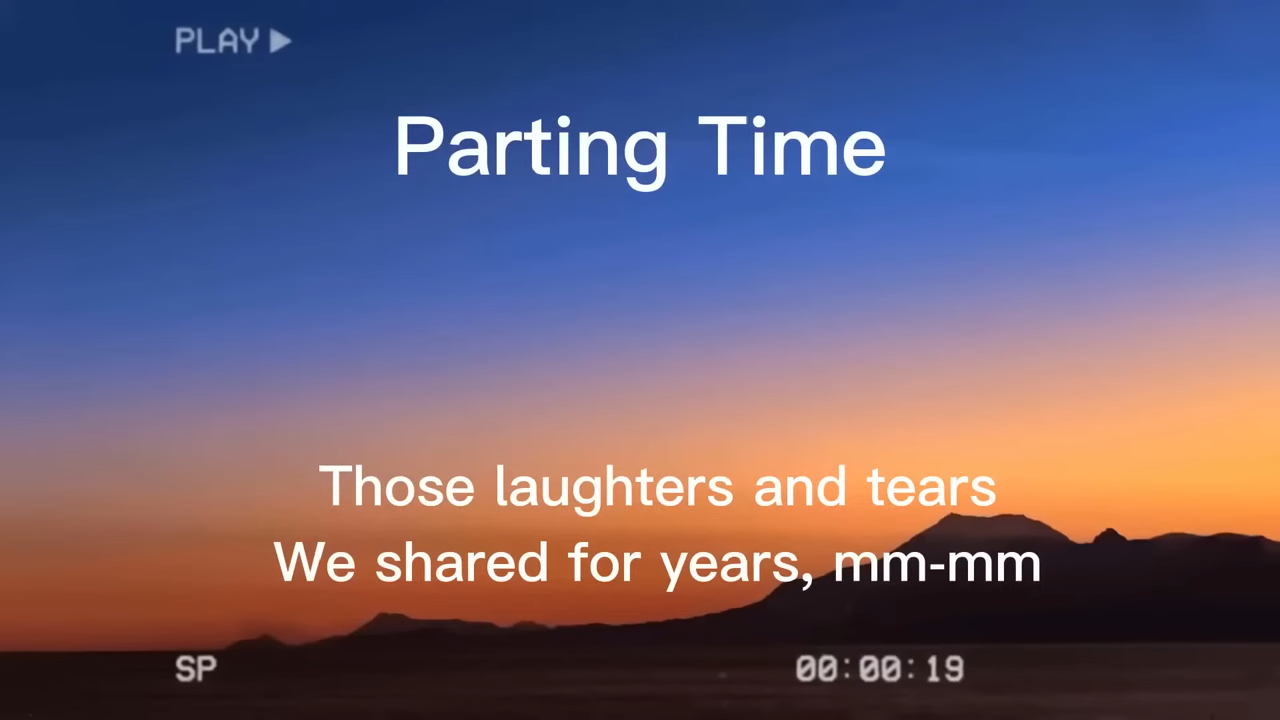 PLAY ▶
Parting Time
Those laughters and tears
We shared for years, mm-mm
SP
00:00:19